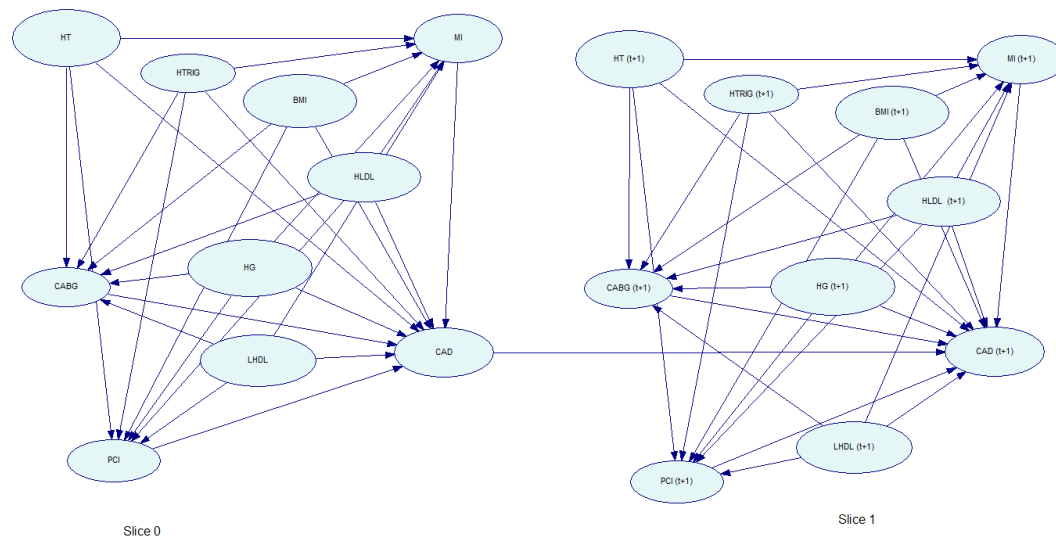 HT
MI
HTRIG
BMI
HLDL
HG
CABG
LHDL
CAD
PCI
Slice 0
HT (t+1)
MI (t+1)
HTRIG (t+1)
BMI (t+1)
HLDL (t+1)
HG (t+1)
CABG (t+1)
CAD (t+1)
LHDL (t+1)
PCI (t+1)
Slice 1